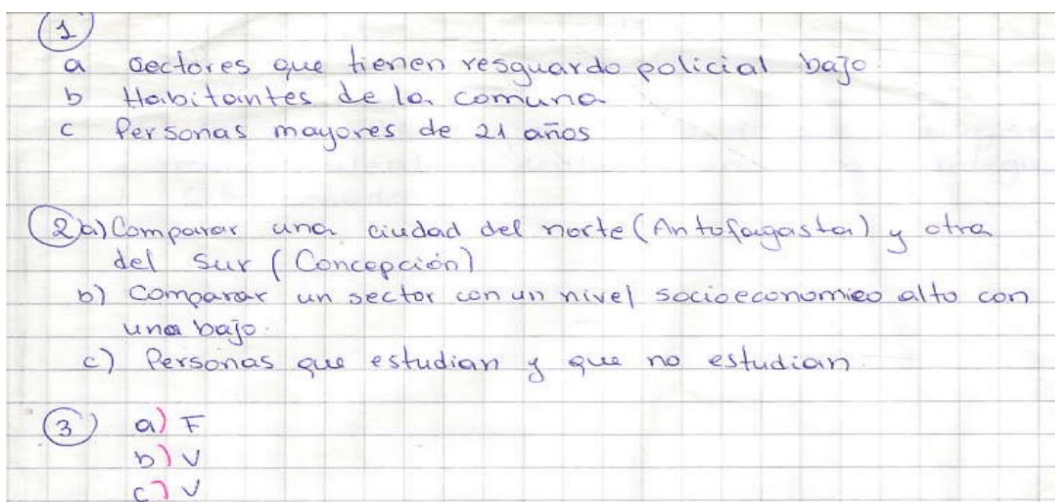 1
a sectores que tienen resguardo policial bajo.
b Habitantes de la comuna
c Personas mayores de 21 años
2 a) Comparar una ciudad del norte (Antofagasta) y otra
del sur (Concepción)
b) Comparar un sector con un nivel socioeconomico alto con
una bajo.
c) Personas que estudian y que no estudian.
3 a) F
b) V
c) V